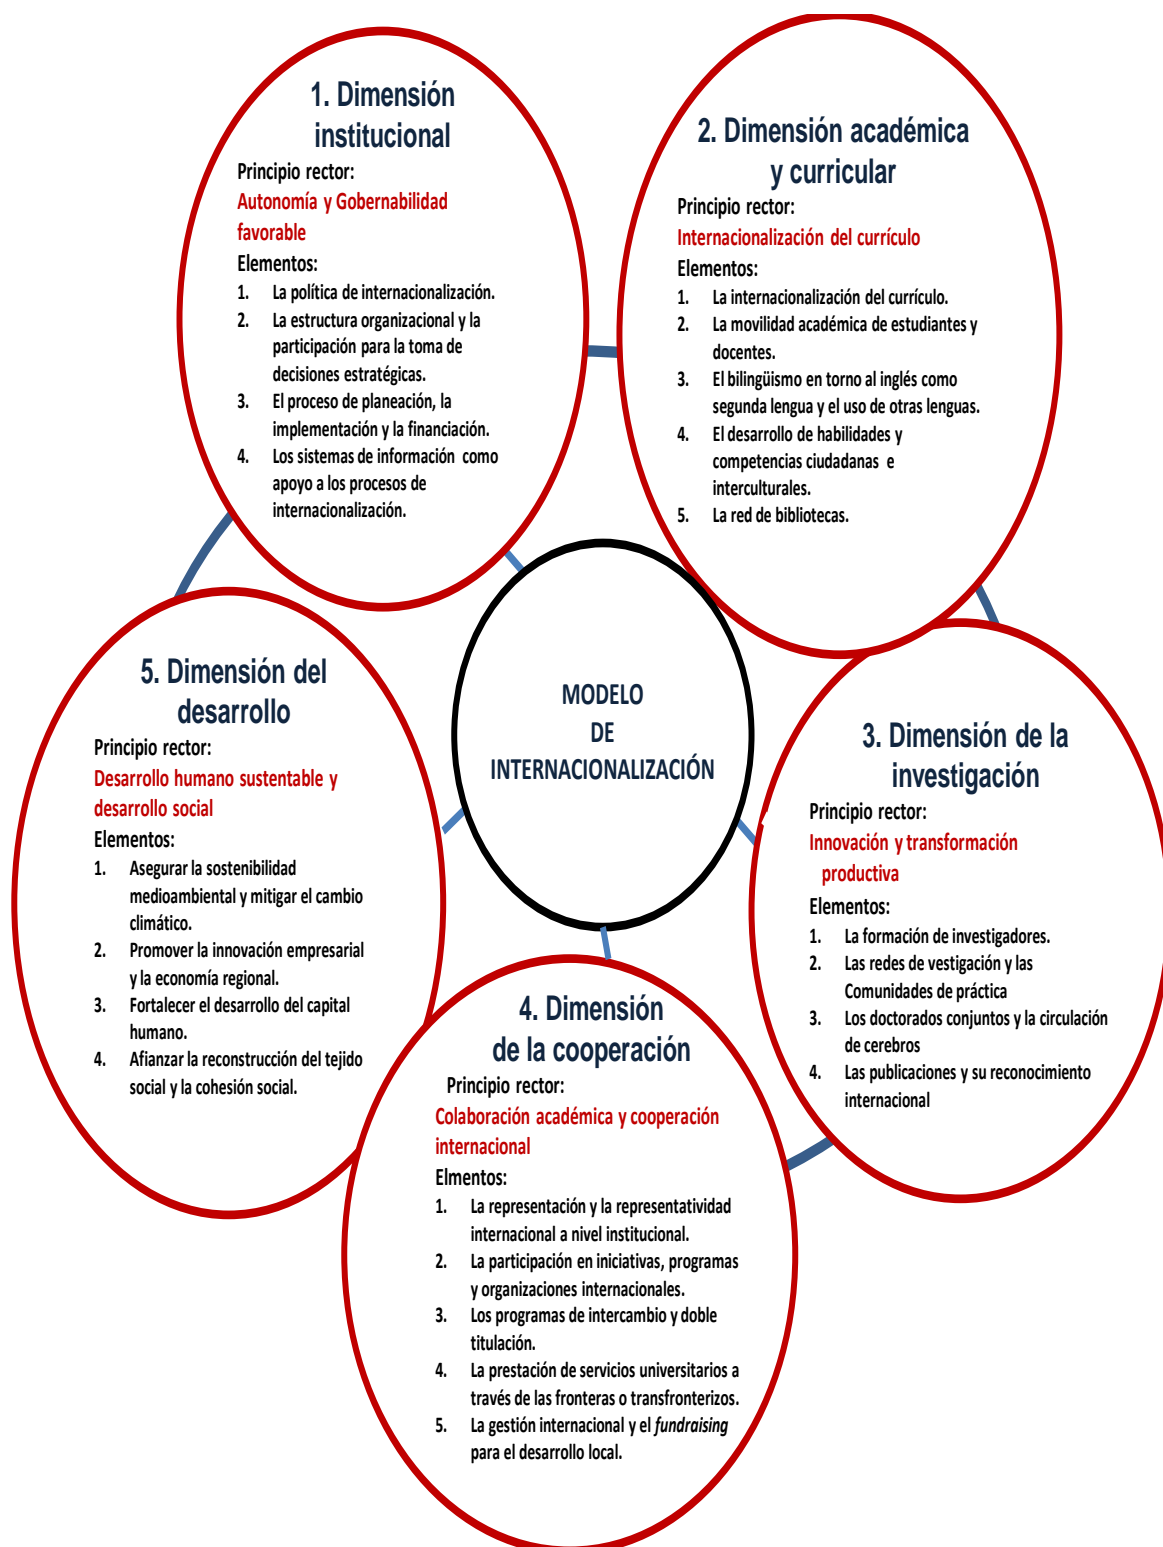 1. Dimensión
institucional
Principio rector:
Autonomía y Gobernabilidad
favorable
Elementos:
1. La política de internacionalización.
2. La estructura organizacional y la
participación para la toma de
decisiones estratégicas.
3. El proceso de planeación, la
implementación y la financiación.
4. Los sistemas de información como
apoyo a los procesos de
internacionalización.
2. Dimensión académica
y curricular
Principio rector:
Internacionalización del currículo
Elementos:
1. La internacionalización del currículo.
2. La movilidad académica de estudiantes y
docentes.
3. El bilingüismo en torno al inglés como
segunda lengua y el uso de otras lenguas.
4. El desarrollo de habilidades y
competencias ciudadanas e
interculturales.
5. La red de bibliotecas.
MODELO
DE
INTERNACIONALIZACIÓN
3. Dimensión de la
investigación
Principio rector:
Innovación y transformación
productiva
Elementos:
1. La formación de investigadores.
2. Las redes de vestigación y las
Comunidades de práctica
3. Los doctorados conjuntos y la circulación
de cerebros
4. Las publicaciones y su reconocimiento
internacional
4. Dimensión
de la cooperación
Principio rector:
Colaboración académica y cooperación
internacional
Elmentos:
1. La representación y la representatividad
internacional a nivel institucional.
2. La participación en iniciativas, programas
y organizaciones internacionales.
3. Los programas de intercambio y doble
titulación.
4. La prestación de servicios universitarios a
través de las fronteras o transfronterizos.
5. La gestión internacional y el fundraising
para el desarrollo local.
5. Dimensión del
desarrollo
Principio rector:
Desarrollo humano sustentable y
desarrollo social
Elementos:
1. Asegurar la sostenibilidad
medioambiental y mitigar el cambio
climático.
2. Promover la innovación empresarial
y la economía regional.
3. Fortalecer el desarrollo del capital
humano.
4. Afianzar la reconstrucción del tejido
social y la cohesión social.